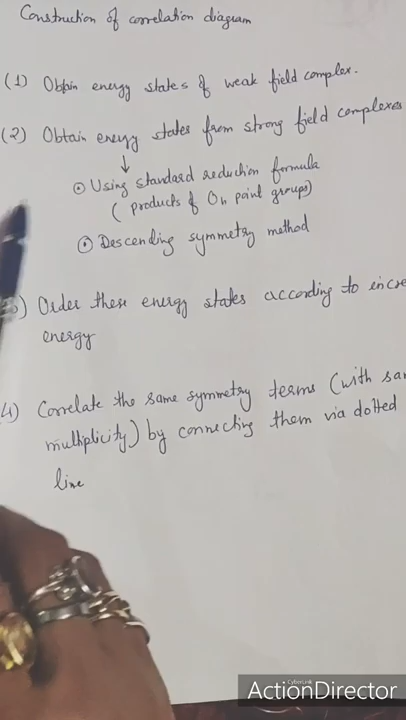 Construction of correlation diagram
(1) Obtain energy states of weak field complex.
(2) Obtain energy states from strong field complexes
↓
⊙ Using standard reduction formula
(products of Oh point groups)
⊙ Descending symmetry method
) Order these energy states according to incre
energy
4) Correlate the same symmetry terms (with sa
multiplicity) by connecting them via dotted
line
CyberLink
ActionDirector